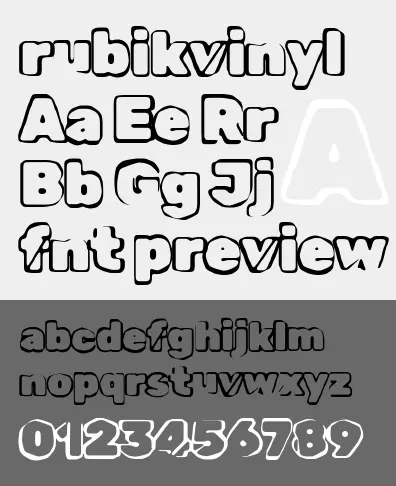 rubikvinyl
Aa Ee Rr
A
Bb Gg Jj
fnt preview
abcdefghijklm
nopqrstuvwxyz
0123456789